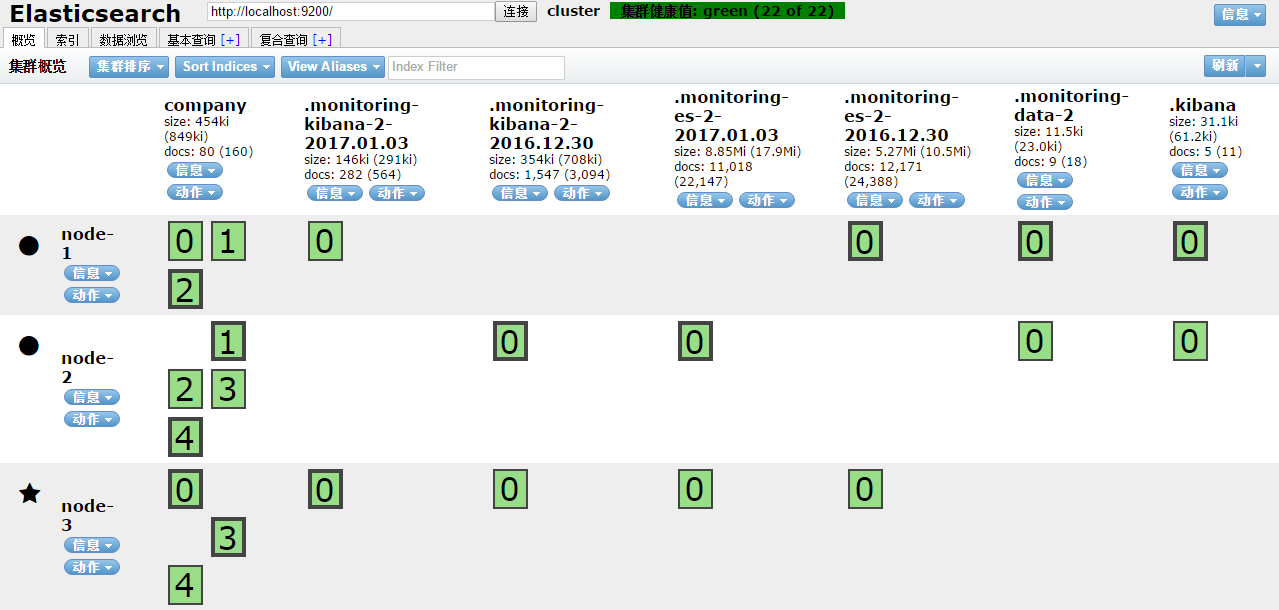 Elasticsearch
http://localhost:9200/ 连接 cluster 集群健康值: green (22 of 22) 信息
概览 索引 数据浏览 基本查询 [+] 复合查询 [+]
集群概览 集群排序 Sort Indices View Aliases Index Filter 刷新
company
size: 454ki
(849ki)
docs: 80 (160)
信息
动作
.monitoring-
kibana-2-
2017.01.03
size: 146ki (291ki)
docs: 282 (564)
信息 动作
.monitoring-
kibana-2-
2016.12.30
size: 354ki (708ki)
docs: 1,547 (3,094)
信息 动作
.monitoring-
es-2-
2017.01.03
size: 8.85Mi (17.9Mi)
docs: 11,018
(22,147)
信息 动作
.monitoring-
es-2-
2016.12.30
size: 5.27Mi (10.5Mi)
docs: 12,171
(24,388)
信息 动作
.monitoring-
data-2
size: 11.5ki
(23.0ki)
docs: 9 (18)
信息
动作
.kibana
size: 31.1ki
(61.2ki)
docs: 5 (11)
信息
动作
node-
1
信息
动作
0 1 0 0 0 0
2
node-
2
信息
动作
1 0 0 0 0
2 3
4
node-
3
信息
动作
0 0 0 0 0
3
4